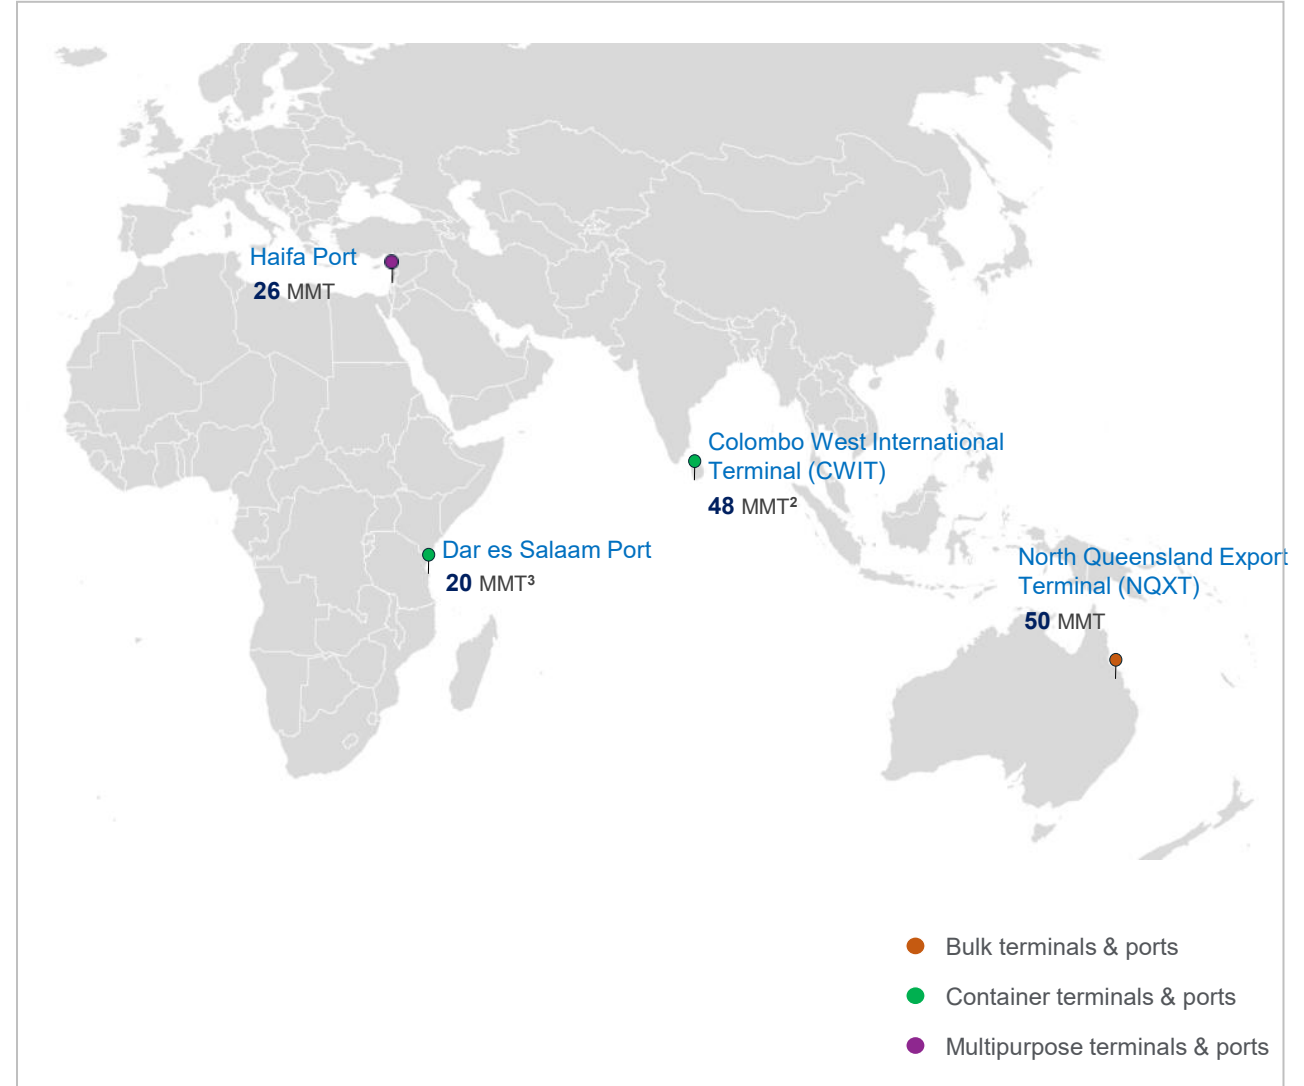 Haifa Port
26 MMT
Colombo West International
Terminal (CWIT)
48 MMT²
Dar es Salaam Port
20 MMT³
North Queensland Export
Terminal (NQXT)
50 MMT
Bulk terminals & ports
Container terminals & ports
Multipurpose terminals & ports